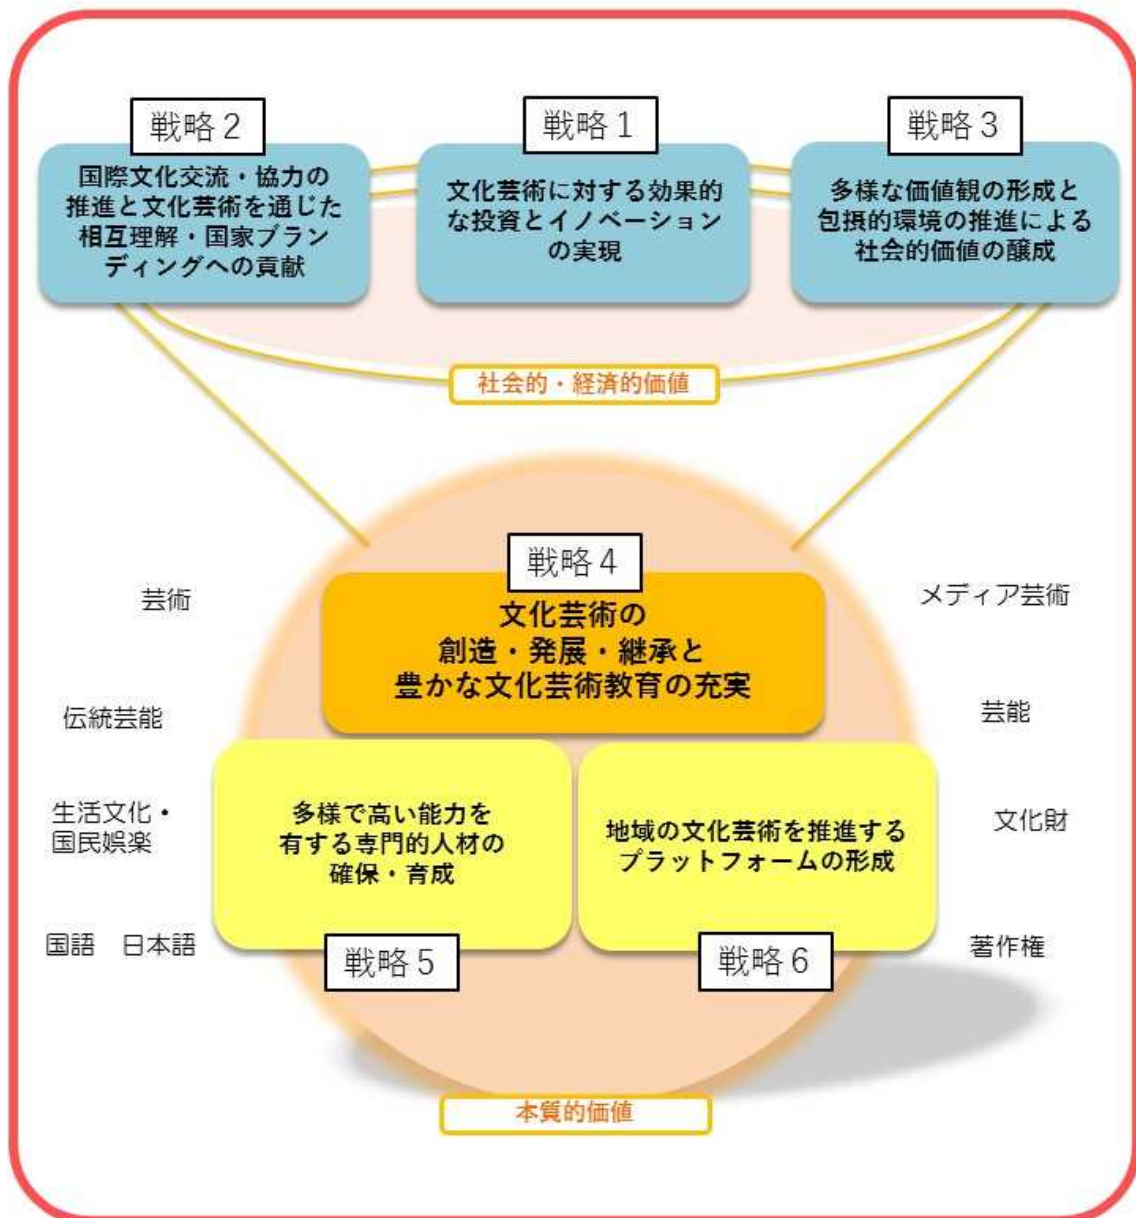 戦略２
国際文化交流・協力の
推進と文化芸術を通じた
相互理解・国家ブラン
ディングへの貢献
戦略１
文化芸術に対する効果的
な投資とイノベーション
の実現
戦略３
多様な価値観の形成と
包摂的環境の推進による
社会的価値の醸成
社会的・経済的価値
戦略４
文化芸術の
創造・発展・継承と
豊かな文化芸術教育の充実
芸術
伝統芸能
生活文化・
国民娯楽
国語　日本語
メディア芸術
芸能
文化財
著作権
多様で高い能力を
有する専門的人材の
確保・育成
戦略５
地域の文化芸術を推進する
プラットフォームの形成
戦略６
本質的価値